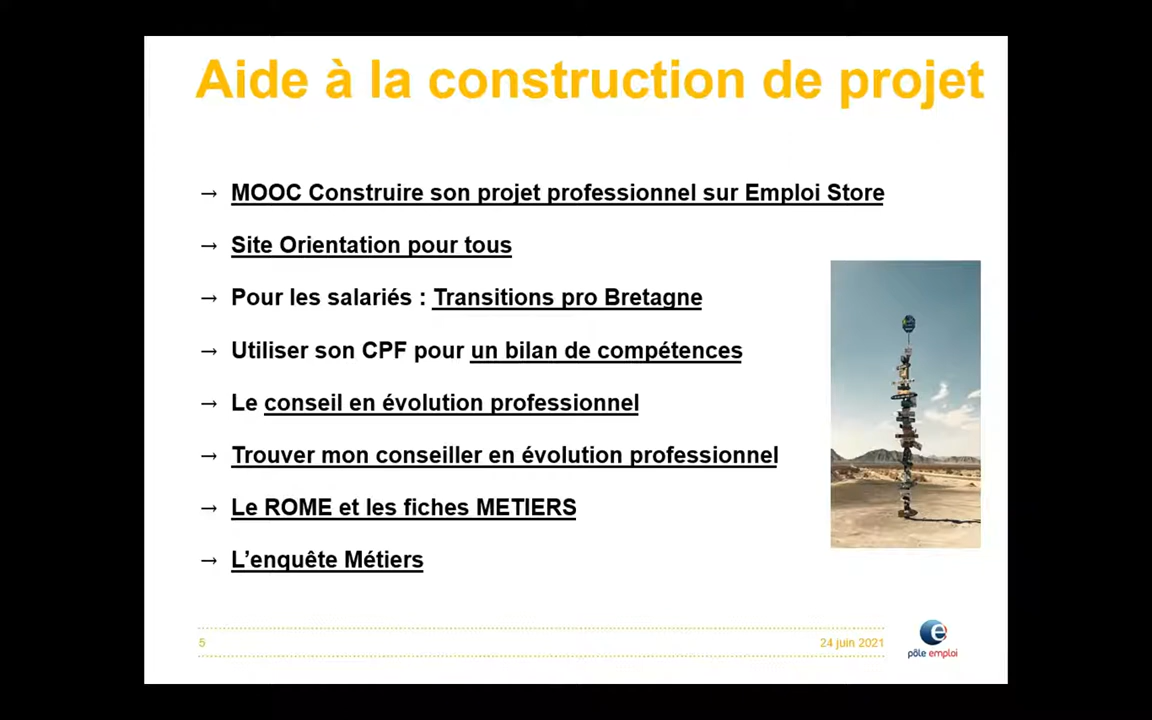 Aide à la construction de projet
→ MOOC Construire son projet professionnel sur Emploi Store
→ Site Orientation pour tous
→ Pour les salariés : Transitions pro Bretagne
→ Utiliser son CPF pour un bilan de compétences
→ Le conseil en évolution professionnel
→ Trouver mon conseiller en évolution professionnel
→ Le ROME et les fiches METIERS
→ L’enquête Métiers
5
24 juin 2021
pôle emploi